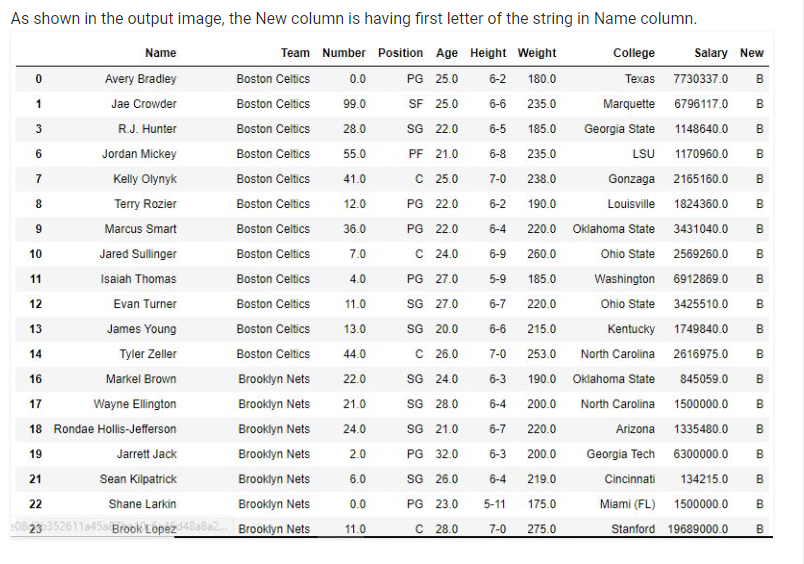 As shown in the output image, the New column is having first letter of the string in Name column.
Name Team Number Position Age Height Weight College Salary New
0 Avery Bradley Boston Celtics 0.0 PG 25.0 6-2 180.0 Texas 7730337.0 B
1 Jae Crowder Boston Celtics 99.0 SF 25.0 6-6 235.0 Marquette 6796117.0 B
3 R.J. Hunter Boston Celtics 28.0 SG 22.0 6-5 185.0 Georgia State 1148640.0 B
6 Jordan Mickey Boston Celtics 55.0 PF 21.0 6-8 235.0 LSU 1170960.0 B
7 Kelly Olynyk Boston Celtics 41.0 C 25.0 7-0 238.0 Gonzaga 2165160.0 B
8 Terry Rozier Boston Celtics 12.0 PG 22.0 6-2 190.0 Louisville 1824360.0 B
9 Marcus Smart Boston Celtics 36.0 PG 22.0 6-4 220.0 Oklahoma State 3431040.0 B
10 Jared Sullinger Boston Celtics 7.0 C 24.0 6-9 260.0 Ohio State 2569260.0 B
11 Isaiah Thomas Boston Celtics 4.0 PG 27.0 5-9 185.0 Washington 6912869.0 B
12 Evan Turner Boston Celtics 11.0 SG 27.0 6-7 220.0 Ohio State 3425510.0 B
13 James Young Boston Celtics 13.0 SG 20.0 6-6 215.0 Kentucky 1749840.0 B
14 Tyler Zeller Boston Celtics 44.0 C 26.0 7-0 253.0 North Carolina 2616975.0 B
16 Markel Brown Brooklyn Nets 22.0 SG 24.0 6-3 190.0 Oklahoma State 845059.0 B
17 Wayne Ellington Brooklyn Nets 21.0 SG 28.0 6-4 200.0 North Carolina 1500000.0 B
18 Rondae Hollis-Jefferson Brooklyn Nets 24.0 SG 21.0 6-7 220.0 Arizona 1335480.0 B
19 Jarrett Jack Brooklyn Nets 2.0 PG 32.0 6-3 200.0 Georgia Tech 6300000.0 B
21 Sean Kilpatrick Brooklyn Nets 6.0 SG 26.0 6-4 219.0 Cincinnati 134215.0 B
22 Shane Larkin Brooklyn Nets 0.0 PG 23.0 5-11 175.0 Miami (FL) 1500000.0 B
23 Brook Lopez Brooklyn Nets 11.0 C 28.0 7-0 275.0 Stanford 19689000.0 B